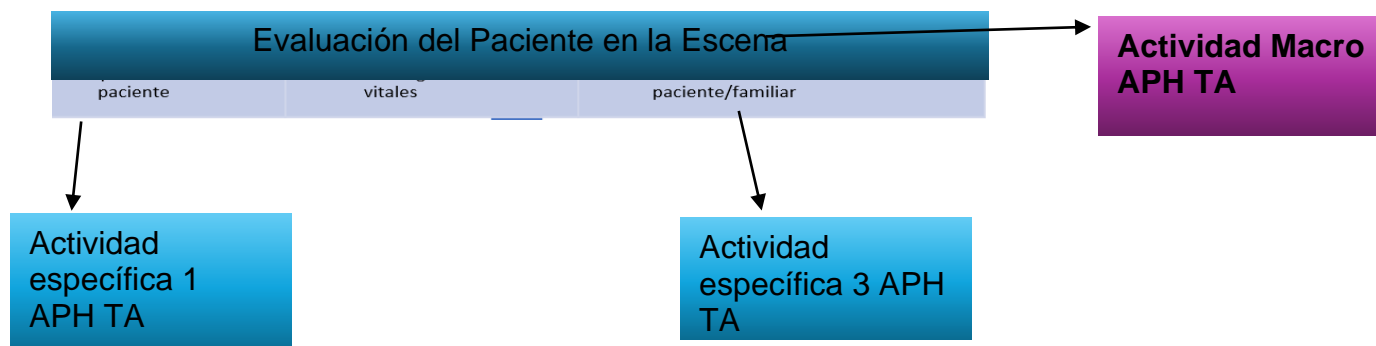 Evaluación del Paciente en la Escena
Actividad Macro
APH TA
paciente
vitales
paciente/familiar
Actividad
específica 1
APH TA
Actividad
específica 3 APH
TA